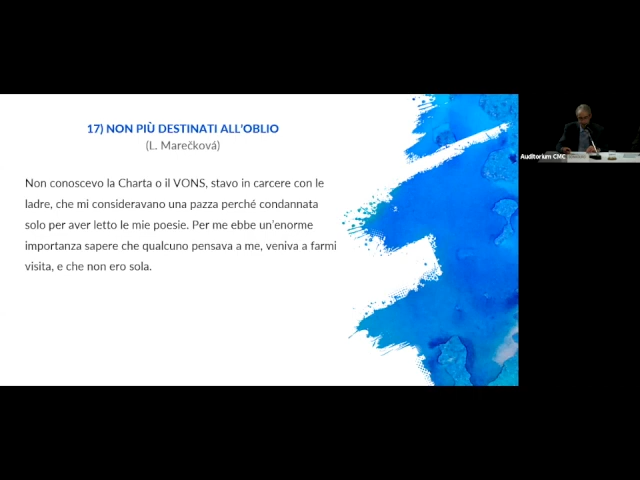 17) NON PIÙ DESTINATI ALL'OBLIO
(L. Marečková)
Non conoscevo la Charta o il VONS, stavo in carcere con le
ladre, che mi consideravano una pazza perché condannata
solo per aver letto le mie poesie. Per me ebbe un'enorme
importanza sapere che qualcuno pensava a me, veniva a farmi
visita, e che non ero sola.
Auditorium CMC